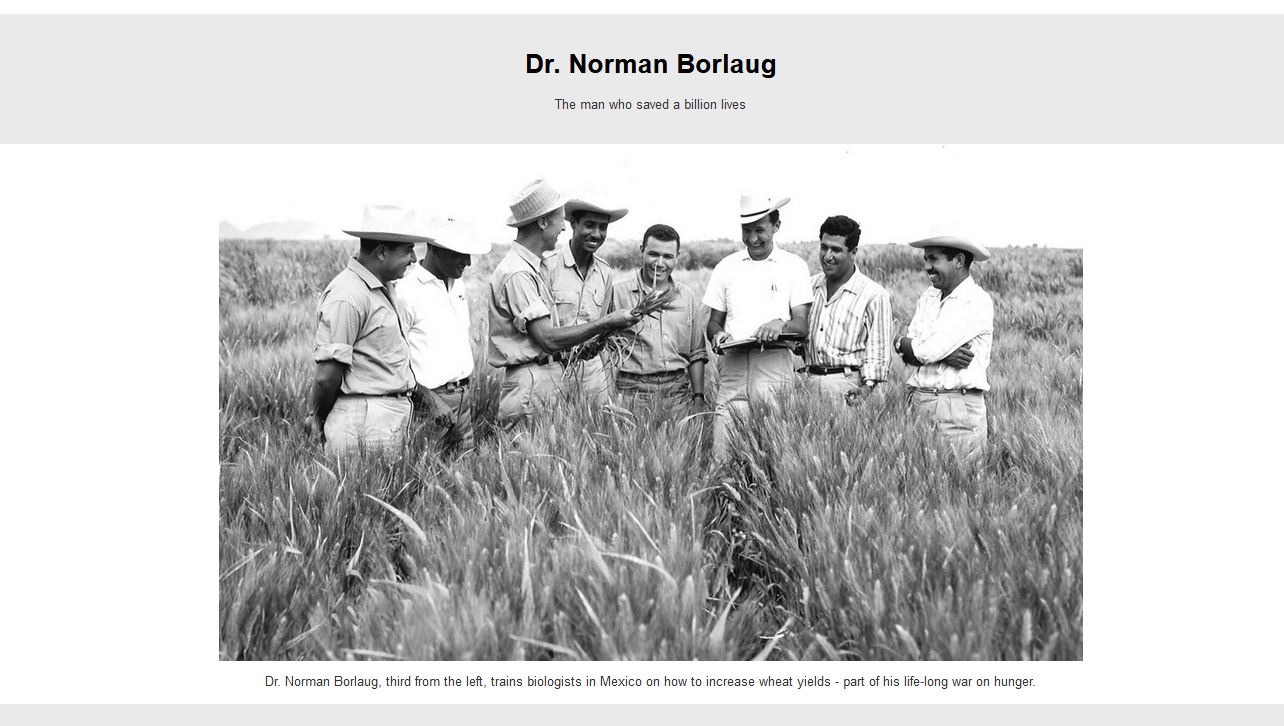 Dr. Norman Borlaug
The man who saved a billion lives
Dr. Norman Borlaug, third from the left, trains biologists in Mexico on how to increase wheat yields - part of his life-long war on hunger.